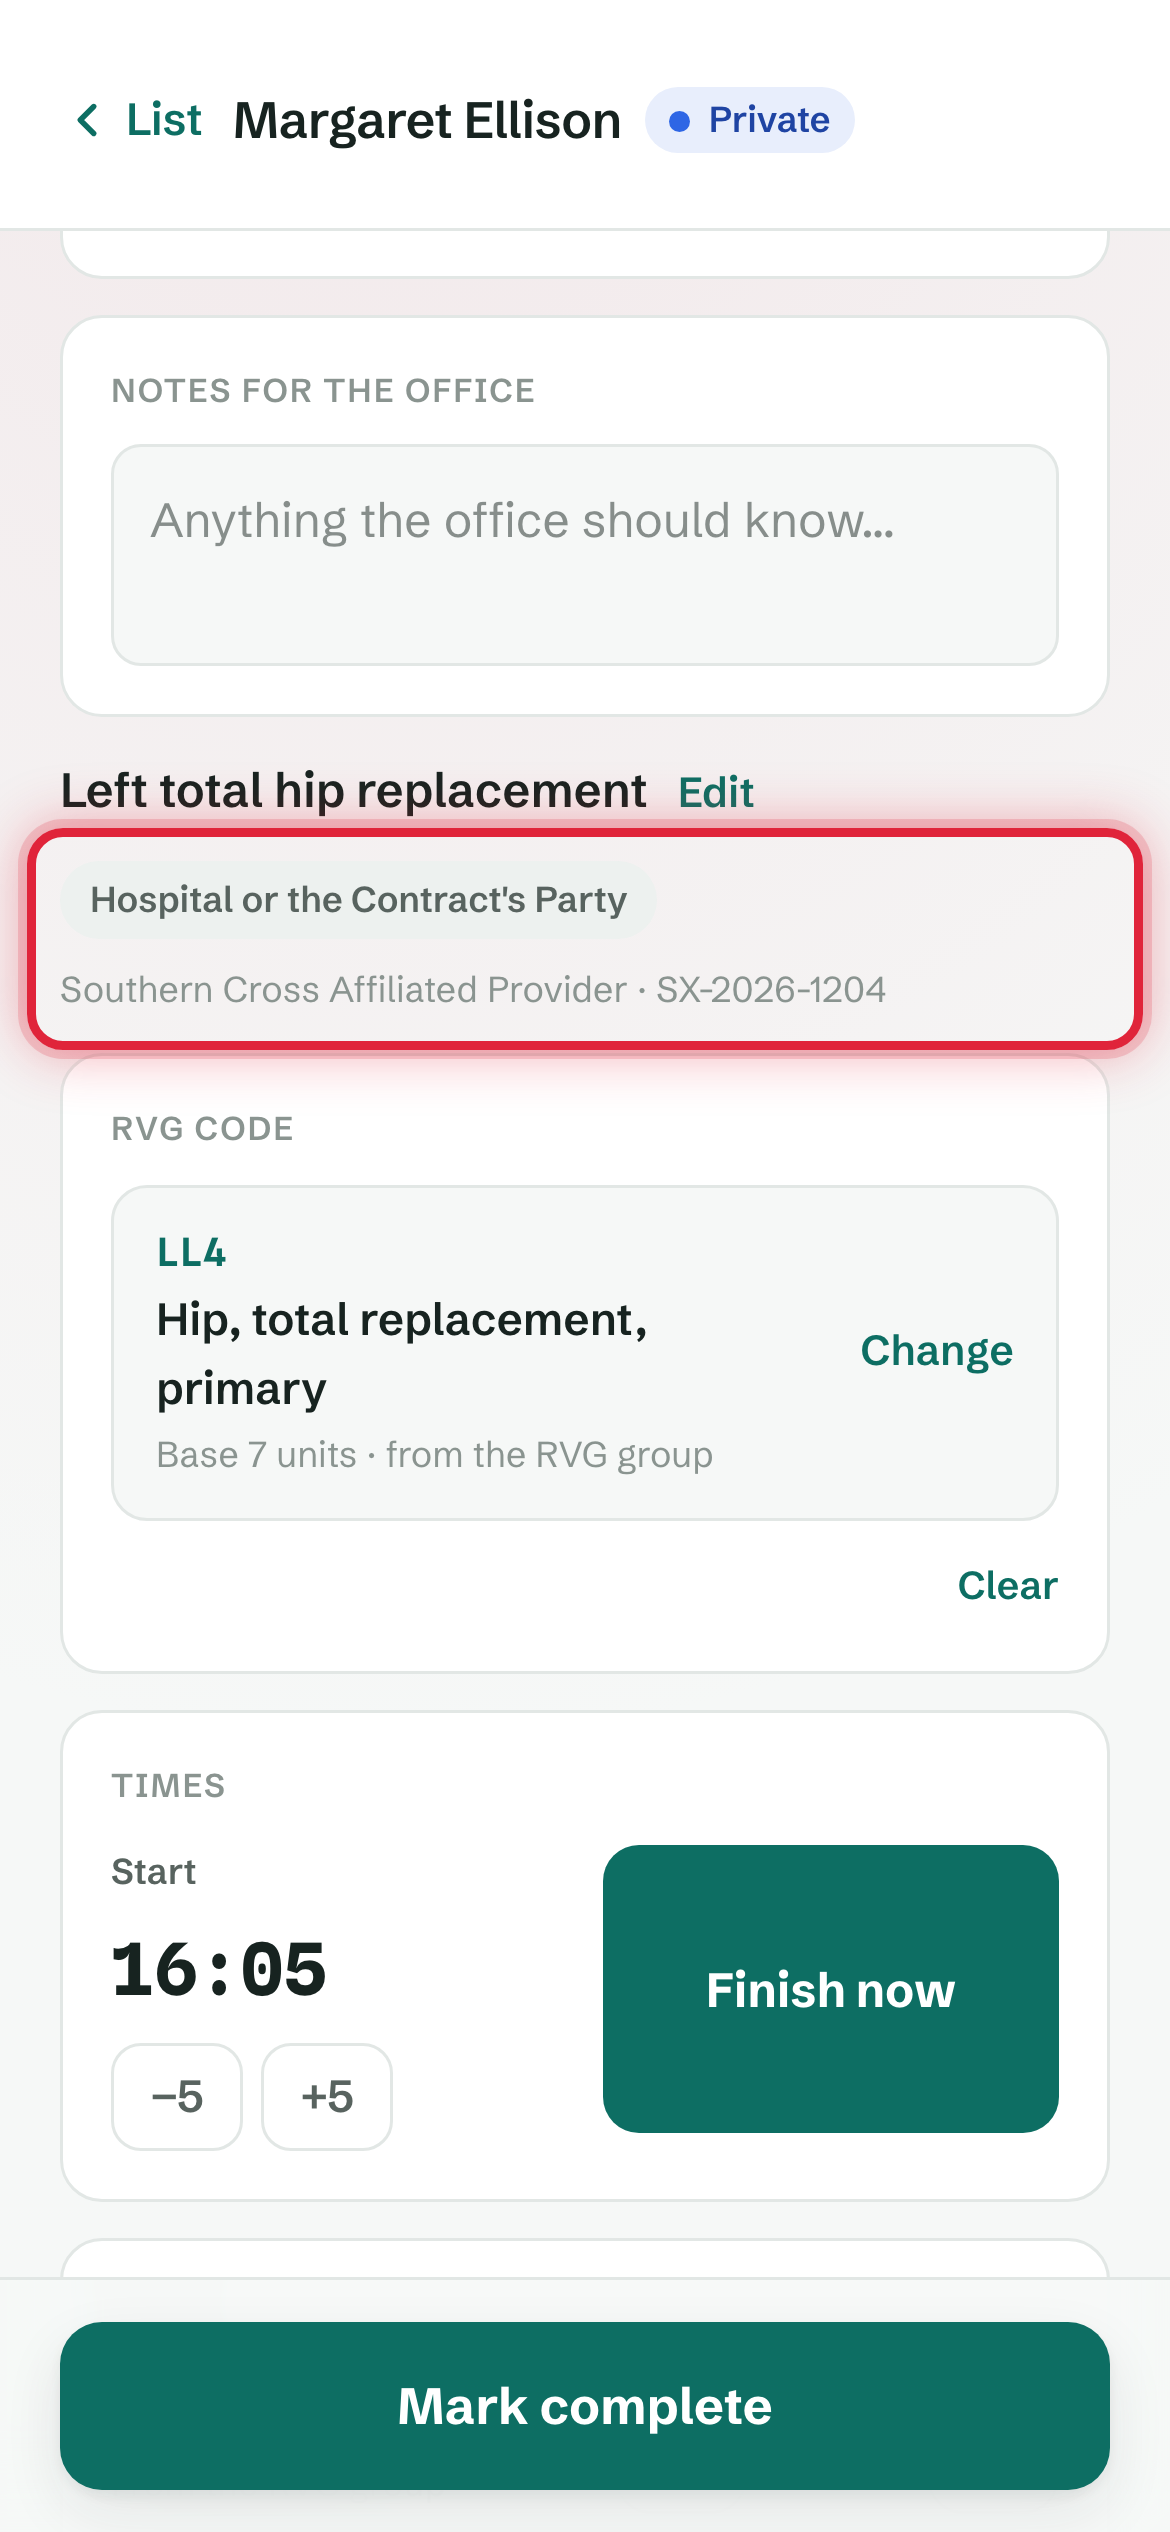 List
Margaret Ellison
Private
NOTES FOR THE OFFICE
Anything the office should know...
Left total hip replacement
Edit
Hospital or the Contract's Party
Southern Cross Affiliated Provider · SX-2026-1204
RVG CODE
LL4
Hip, total replacement,
primary
Base 7 units · from the RVG group
Change
Clear
TIMES
Start
16:05
−5
+5
Finish now
Mark complete